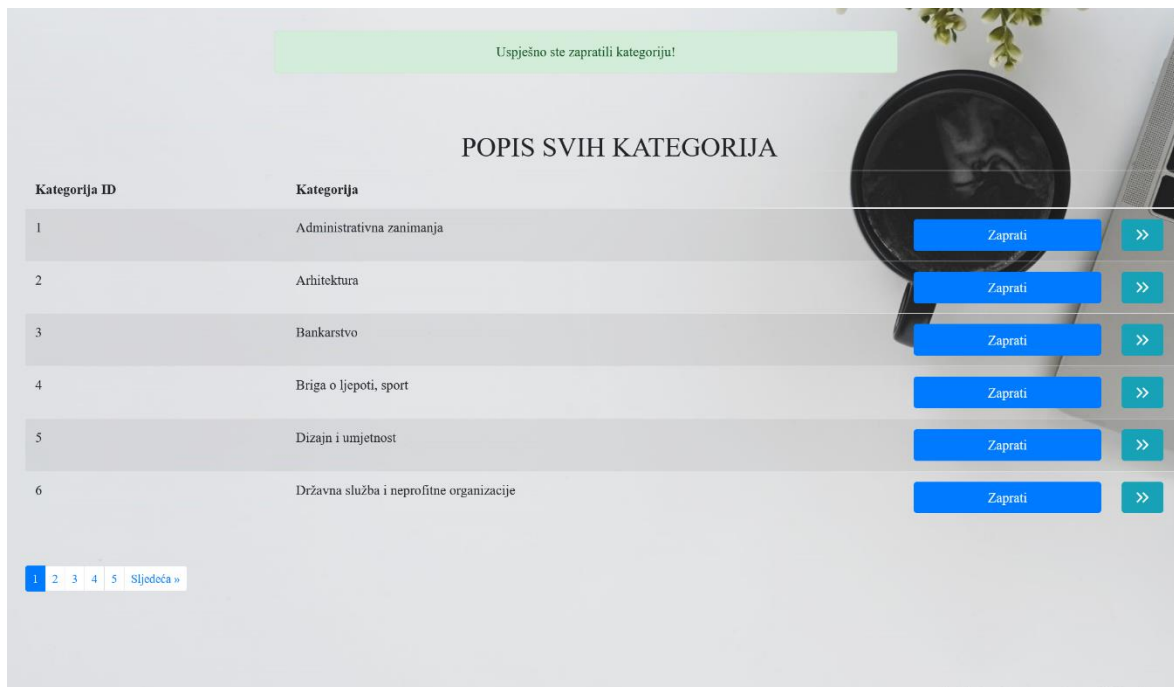 Uspješno ste zapratili kategoriju!
POPIS SVIH KATEGORIJA
Kategorija ID Kategorija
1 Administrativna zanimanja Zaprati »
2 Arhitektura Zaprati »
3 Bankarstvo Zaprati »
4 Briga o ljepoti, sport Zaprati »
5 Dizajn i umjetnost Zaprati »
6 Državna služba i neprofitne organizacije Zaprati »
1 2 3 4 5 Sljedeća »